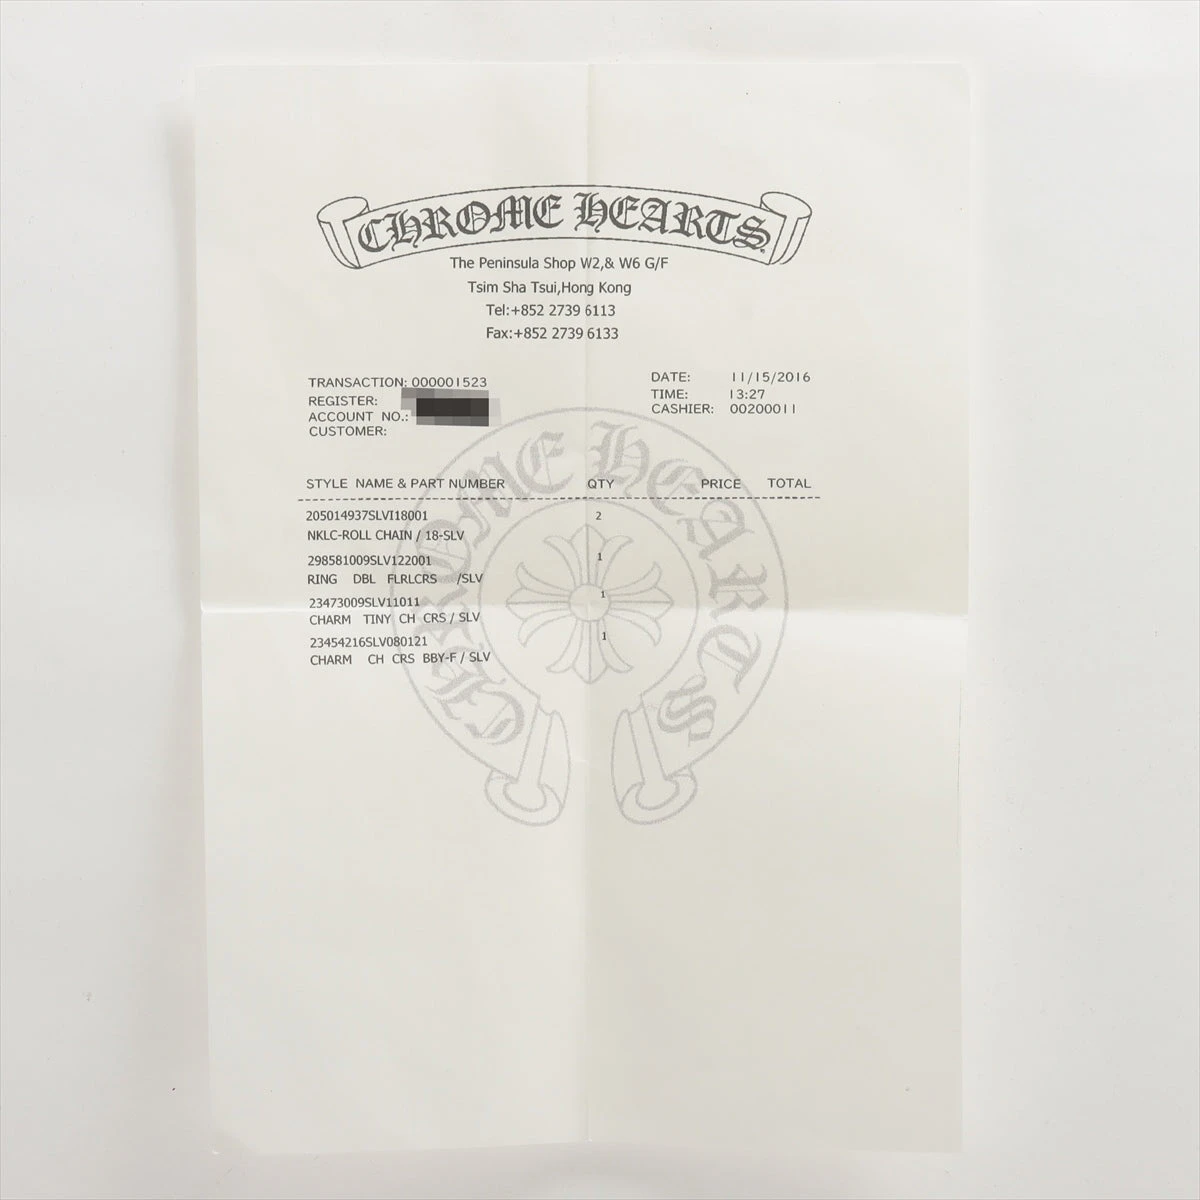 CHROME HEARTS
The Peninsula Shop W2,& W6 G/F
Tsim Sha Tsui,Hong Kong
Tel:+852 2739 6113
Fax:+852 2739 6133
TRANSACTION: 000001523
REGISTER:
ACCOUNT NO.:
CUSTOMER:
DATE: 11/15/2016
TIME: 13:27
CASHIER: 00200011
STYLE NAME & PART NUMBER QTY PRICE TOTAL
205014937SLVI18001 2
NKLC-ROLL CHAIN / 18-SLV
298581009SLV122001 1
RING DBL FLRLCRS /SLV
23473009SLV11011 1
CHARM TINY CH CRS / SLV
23454216SLV080121 1
CHARM CH CRS BBY-F / SLV
CHROME HEARTS